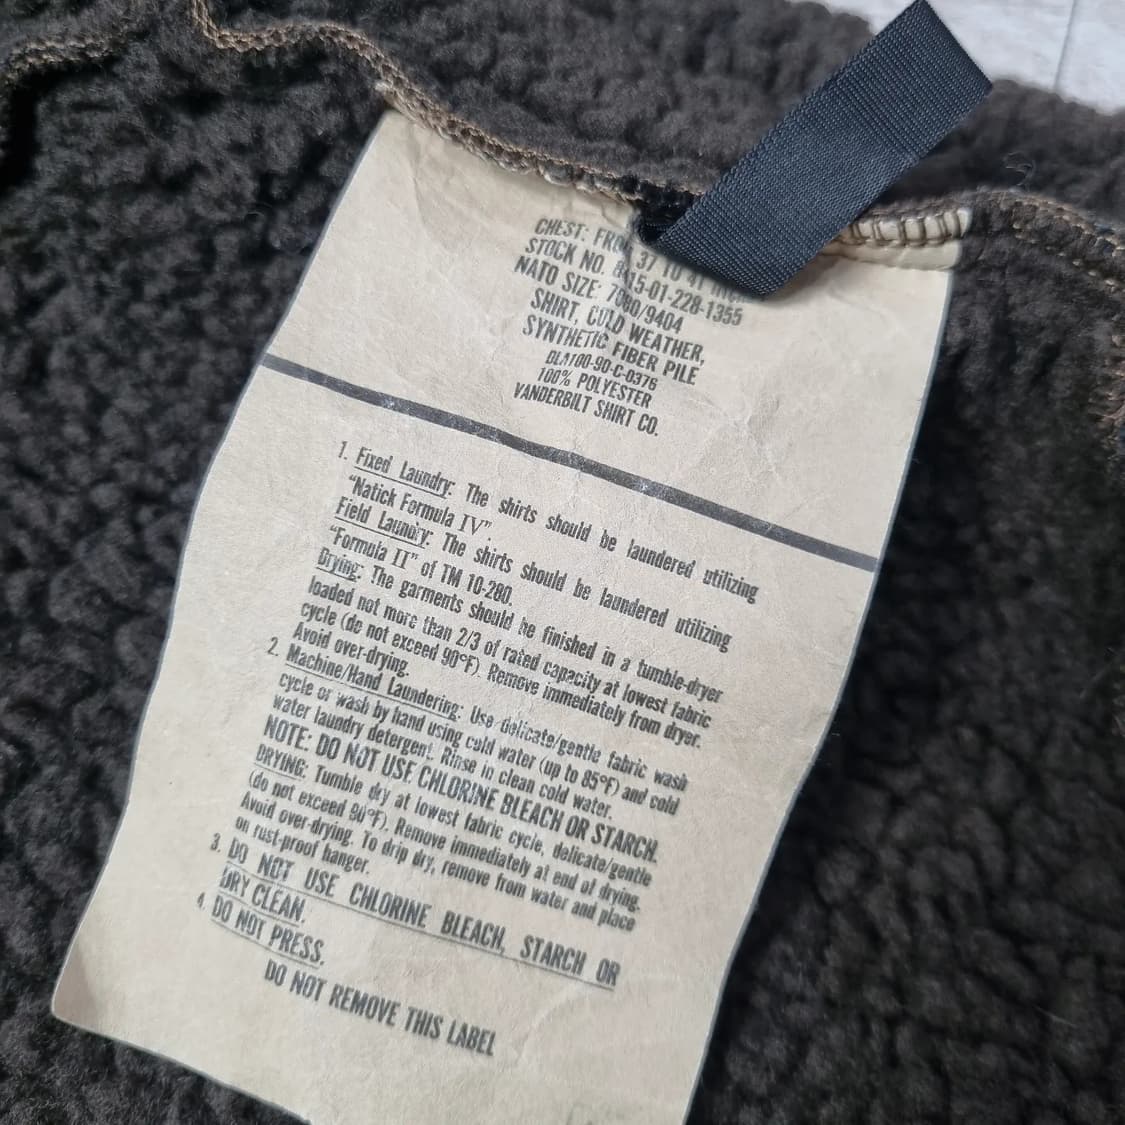 CHEST: FROM 37 TO 41 INCH
STOCK NO. 8415-01-228-1355
NATO SIZE: 7080/9404
SHIRT, COLD WEATHER,
SYNTHETIC FIBER PILE
DLA100-90-C-0376
100% POLYESTER
VANDERBILT SHIRT CO.
1. Fixed Laundry: The shirts should be laundered utilizing
"Natick Formula IV".
Field Laundry: The shirts should be laundered utilizing
"Formula II" of TM 10-280.
Drying: The garments should be finished in a tumble-dryer
loaded not more than 2/3 of rated capacity at lowest fabric
cycle (do not exceed 90°F). Remove immediately from dryer.
Avoid over-drying.
2. Machine/Hand Laundering: Use delicate/gentle fabric wash
cycle or wash by hand using cold water (up to 85°F) and cold
water laundry detergent. Rinse in clean cold water.
NOTE: DO NOT USE CHLORINE BLEACH OR STARCH.
DRYING: Tumble dry at lowest fabric cycle, delicate/gentle
(do not exceed 90°F). Remove immediately at end of drying.
Avoid over-drying. To drip dry, remove from water and place
on rust-proof hanger.
3. DO NOT USE CHLORINE BLEACH, STARCH OR
DRY CLEAN.
4. DO NOT PRESS.
DO NOT REMOVE THIS LABEL